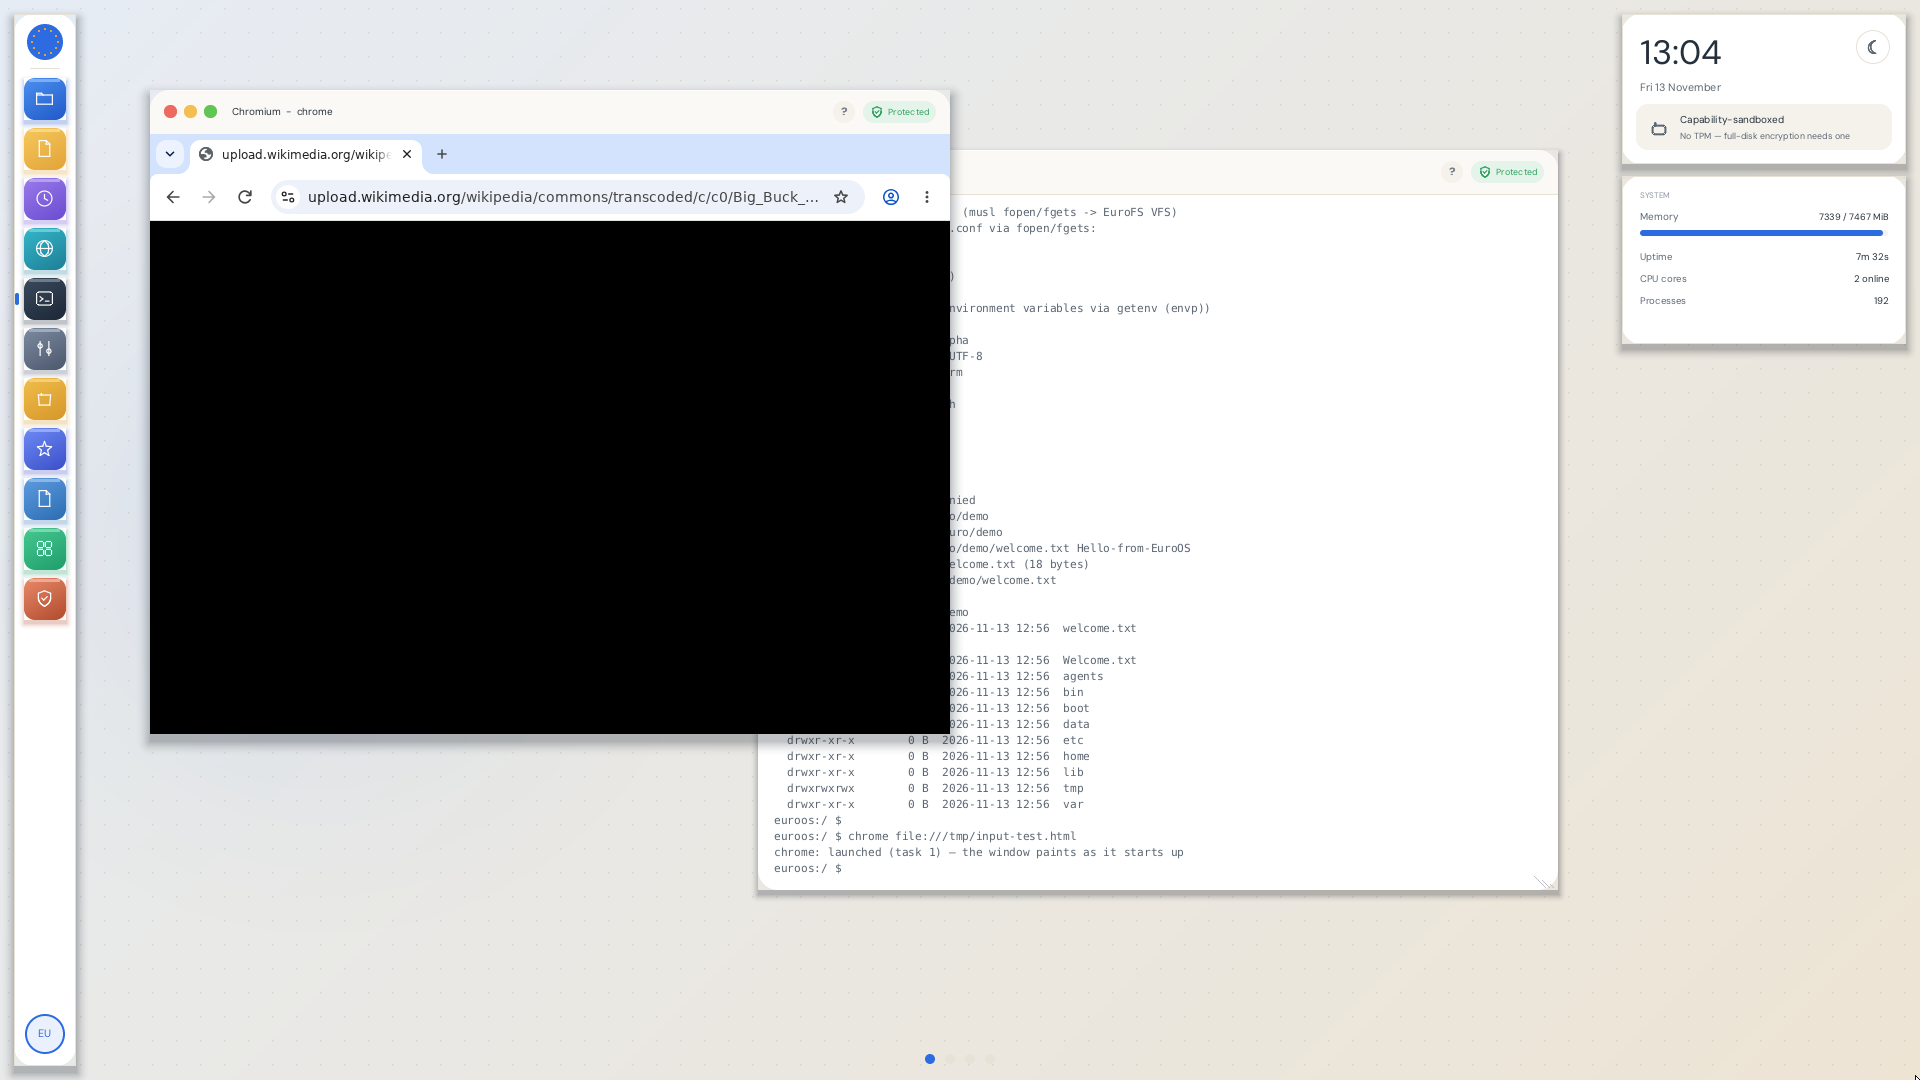 Chromium - chrome
?
Protected
upload.wikimedia.org/wikipe
upload.wikimedia.org/wikipedia/commons/transcoded/c/c0/Big_Buck_...
?
Protected
(musl fopen/fgets -> EuroFS VFS)
.conf via fopen/fgets:
)
nvironment variables via getenv (envp))
pha
UTF-8
rm
h
nied
o/demo
uro/demo
o/demo/welcome.txt Hello-from-EuroOS
elcome.txt (18 bytes)
demo/welcome.txt
emo
026-11-13 12:56 welcome.txt
026-11-13 12:56 Welcome.txt
026-11-13 12:56 agents
026-11-13 12:56 bin
026-11-13 12:56 boot
026-11-13 12:56 data
drwxr-xr-x 0 B 2026-11-13 12:56 etc
drwxr-xr-x 0 B 2026-11-13 12:56 home
drwxr-xr-x 0 B 2026-11-13 12:56 lib
drwxrwxrwx 0 B 2026-11-13 12:56 tmp
drwxr-xr-x 0 B 2026-11-13 12:56 var
euroos:/ $
euroos:/ $ chrome file:///tmp/input-test.html
chrome: launched (task 1) — the window paints as it starts up
euroos:/ $
13:04
Fri 13 November
Capability-sandboxed
No TPM — full-disk encryption needs one
SYSTEM
Memory 7339 / 7467 MiB
Uptime 7m 32s
CPU cores 2 online
Processes 192
EU